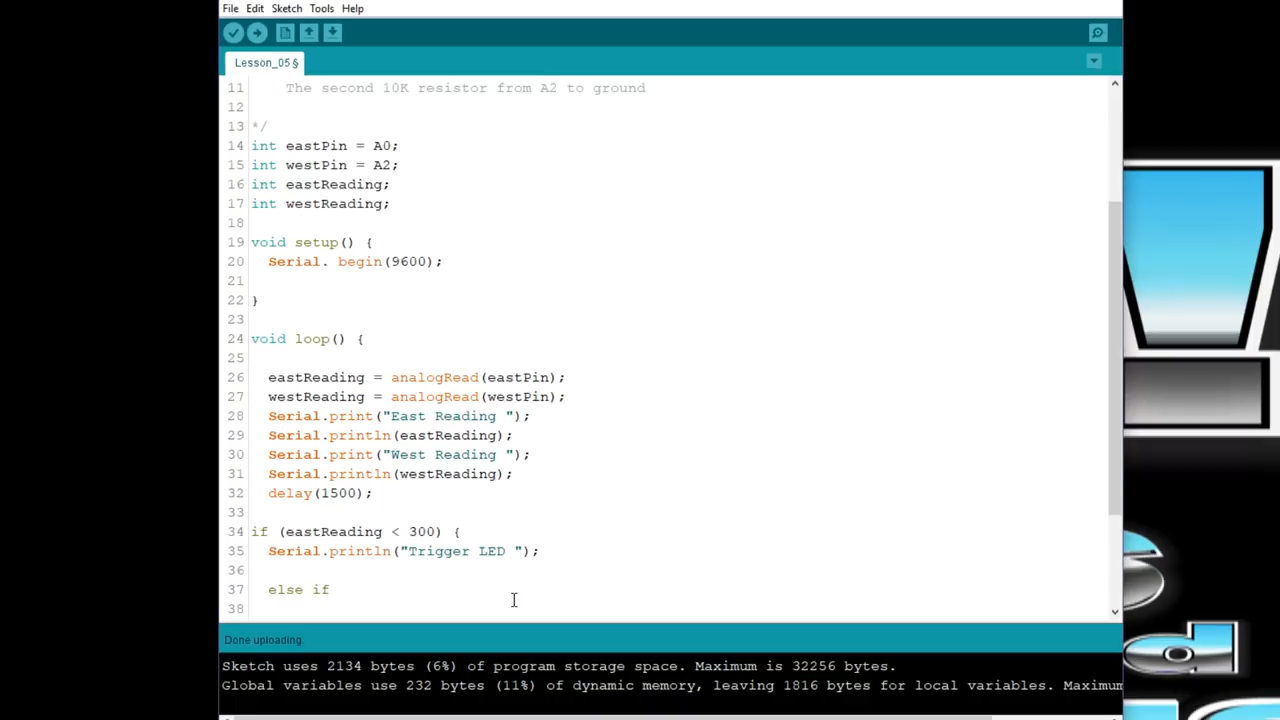 File Edit Sketch Tools Help
Lesson_05 §
11 The second 10K resistor from A2 to ground
12
13 */
14 int eastPin = A0;
15 int westPin = A2;
16 int eastReading;
17 int westReading;
18
19 void setup() {
20 Serial. begin(9600);
21
22 }
23
24 void loop() {
25
26 eastReading = analogRead(eastPin);
27 westReading = analogRead(westPin);
28 Serial.print("East Reading ");
29 Serial.println(eastReading);
30 Serial.print("West Reading ");
31 Serial.println(westReading);
32 delay(1500);
33
34 if (eastReading < 300) {
35 Serial.println("Trigger LED ");
36
37 else if
38
Done uploading.
Sketch uses 2134 bytes (6%) of program storage space. Maximum is 32256 bytes.
Global variables use 232 bytes (11%) of dynamic memory, leaving 1816 bytes for local variables. Maximum